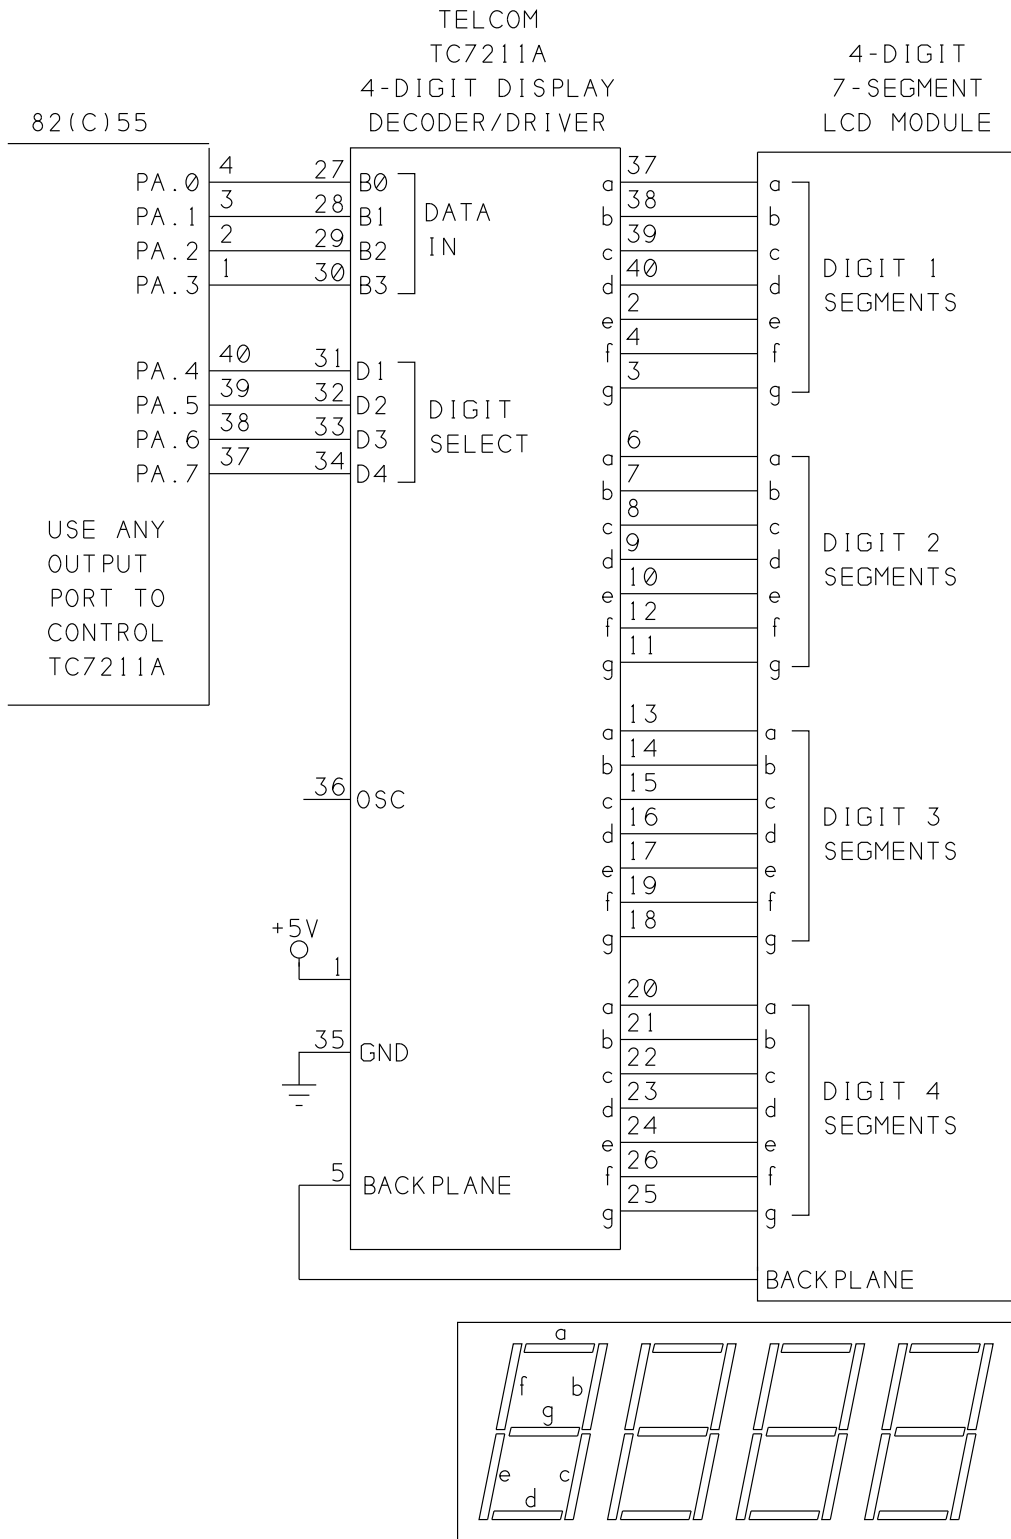 TELCOM
TC7211A
4-DIGIT DISPLAY
DECODER/DRIVER
4-DIGIT
7-SEGMENT
LCD MODULE
82(C)55
PA.0 4 27 B0
PA.1 3 28 B1
PA.2 2 29 B2
PA.3 1 30 B3
DATA
IN
PA.4 40 31 D1
PA.5 39 32 D2
PA.6 38 33 D3
PA.7 37 34 D4
DIGIT
SELECT
USE ANY
OUTPUT
PORT TO
CONTROL
TC7211A
36 OSC
+5V
1
35 GND
5 BACKPLANE
a 37 a
b 38 b
c 39 c
d 40 d
e 2 e
f 4 f
g 3 g
DIGIT 1
SEGMENTS
a 6 a
b 7 b
c 8 c
d 9 d
e 10 e
f 12 f
g 11 g
DIGIT 2
SEGMENTS
a 13 a
b 14 b
c 15 c
d 16 d
e 17 e
f 19 f
g 18 g
DIGIT 3
SEGMENTS
a 20 a
b 21 b
c 22 c
d 23 d
e 24 e
f 26 f
g 25 g
DIGIT 4
SEGMENTS
BACKPLANE
a
f b
g
e c
d